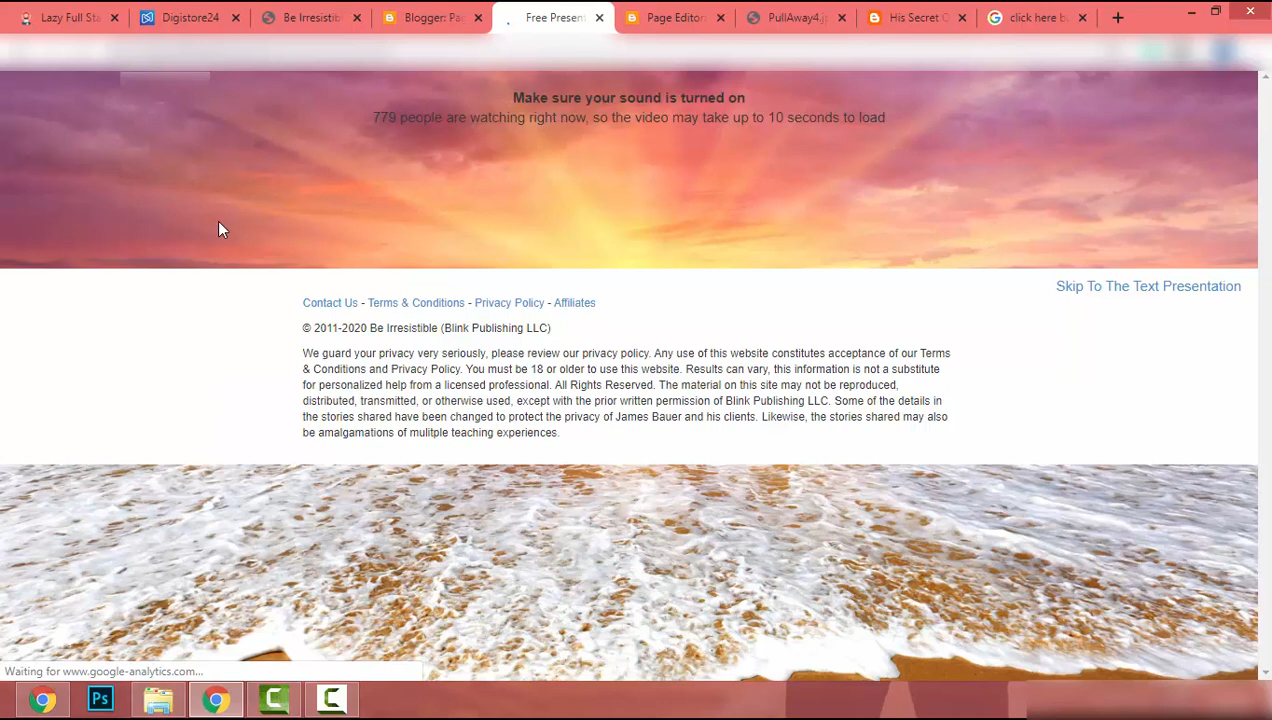 Lazy Full Sta
Digistore24
Be Irresistibl
Blogger: Pa
Free Present
Page Editor
PullAway4.j
His Secret O
click here b
Make sure your sound is turned on
779 people are watching right now, so the video may take up to 10 seconds to load
Skip To The Text Presentation
Contact Us - Terms & Conditions - Privacy Policy - Affiliates
© 2011-2020 Be Irresistible (Blink Publishing LLC)
We guard your privacy very seriously, please review our privacy policy. Any use of this website constitutes acceptance of our Terms
& Conditions and Privacy Policy. You must be 18 or older to use this website. Results can vary, this information is not a substitute
for personalized help from a licensed professional. All Rights Reserved. The material on this site may not be reproduced,
distributed, transmitted, or otherwise used, except with the prior written permission of Blink Publishing LLC. Some of the details in
the stories shared have been changed to protect the privacy of James Bauer and his clients. Likewise, the stories shared may also
be amalgamations of mulitple teaching experiences.
Waiting for www.google-analytics.com...
Ps